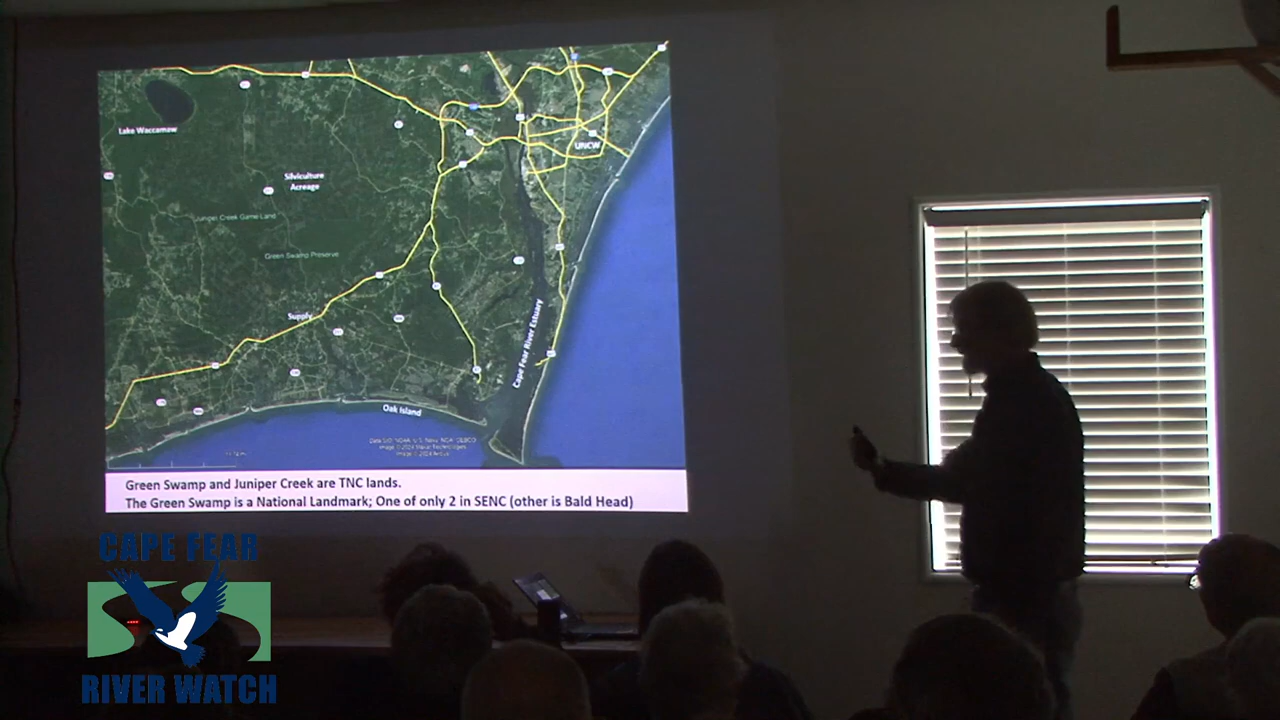 Lake Waccamaw
UNCW
Silviculture
Acreage
Juniper Creek Game Land
Green Swamp Preserve
Supply
Cape Fear River Estuary
Oak Island
Green Swamp and Juniper Creek are TNC lands.
The Green Swamp is a National Landmark; One of only 2 in SENC (other is Bald Head)
CAPE FEAR
RIVER WATCH